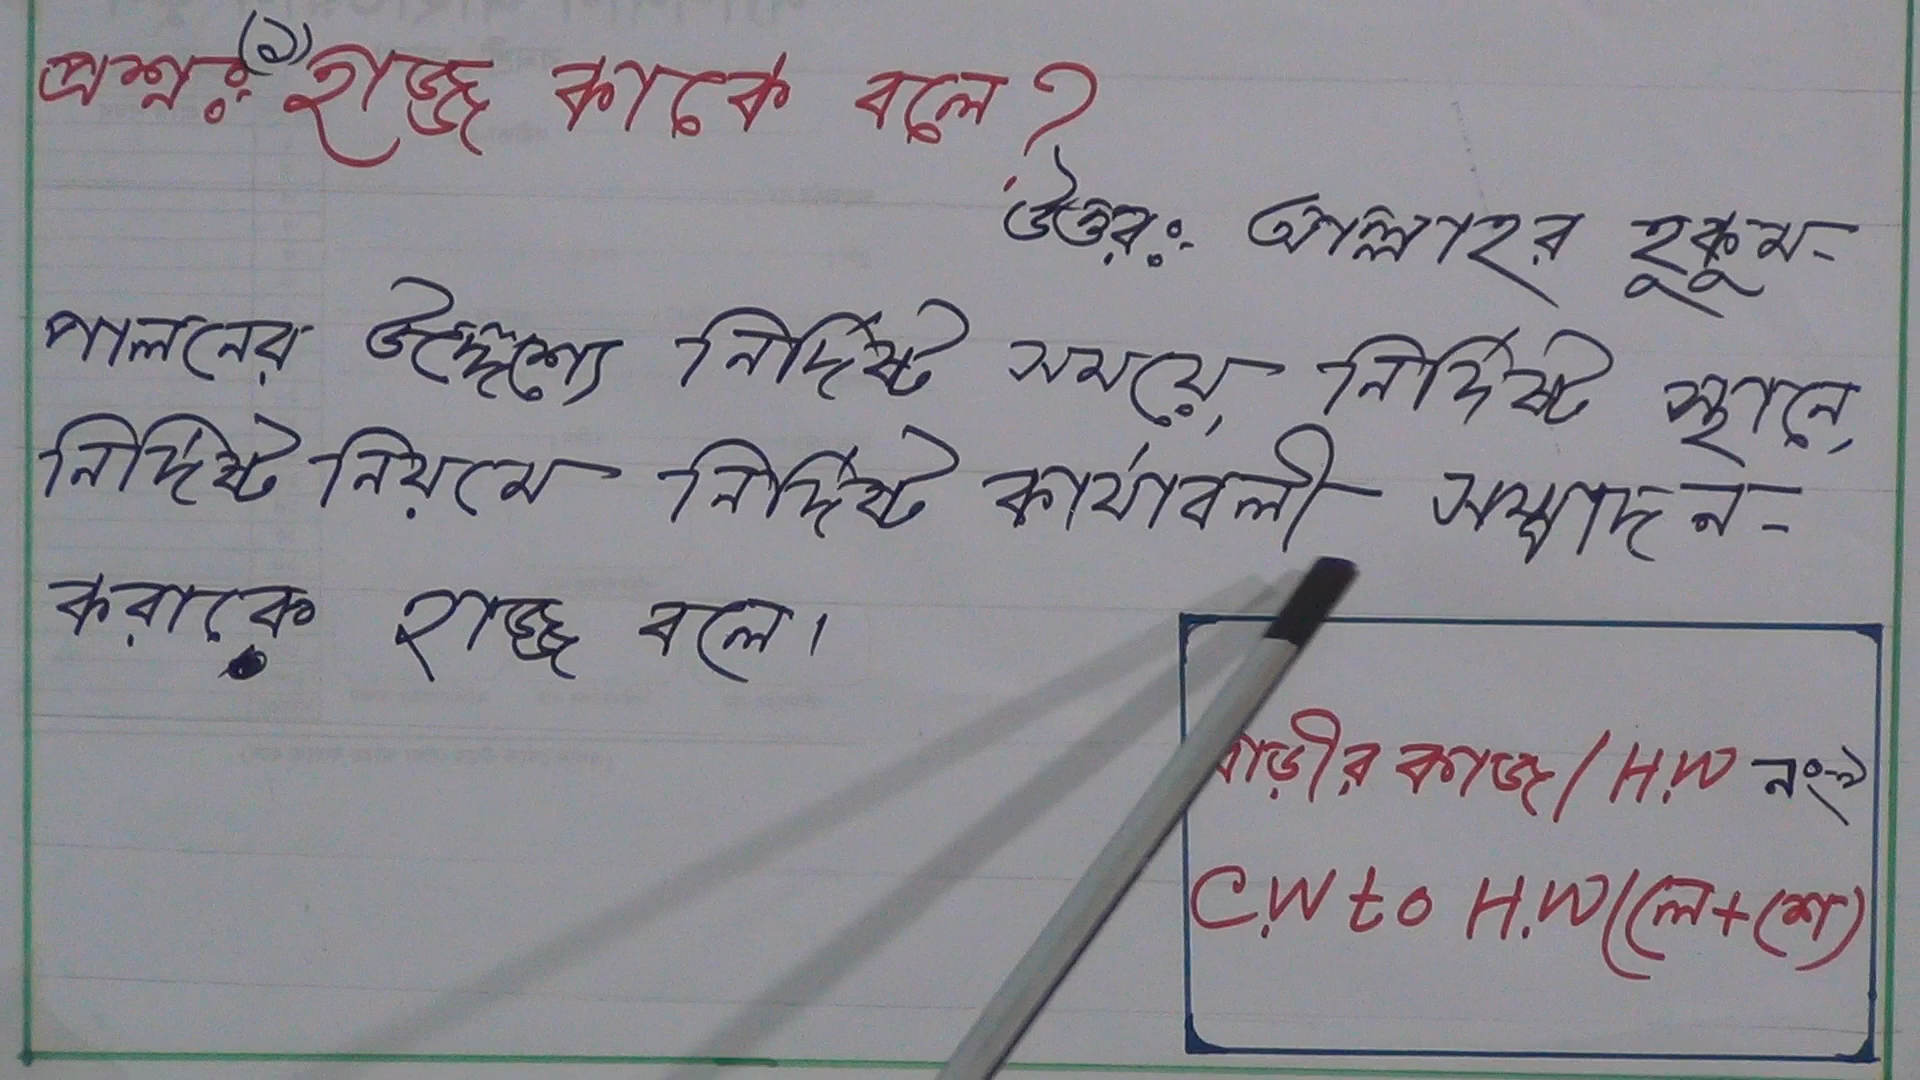 প্রশ্নঃ (১) হাজ্জ কাকে বলে?
উত্তরঃ- আল্লাহর হুকুম-
পালনের উদ্দেশ্যে নির্দিষ্ট সময়ে, নির্দিষ্ট স্থানে,
নির্দিষ্ট নিয়মে নির্দিষ্ট কার্যাবলী সম্পাদন-
করাকে হাজ্জ বলে।
বাড়ীর কাজ/H.W নং-১
C.W to H.W(লে+শে)